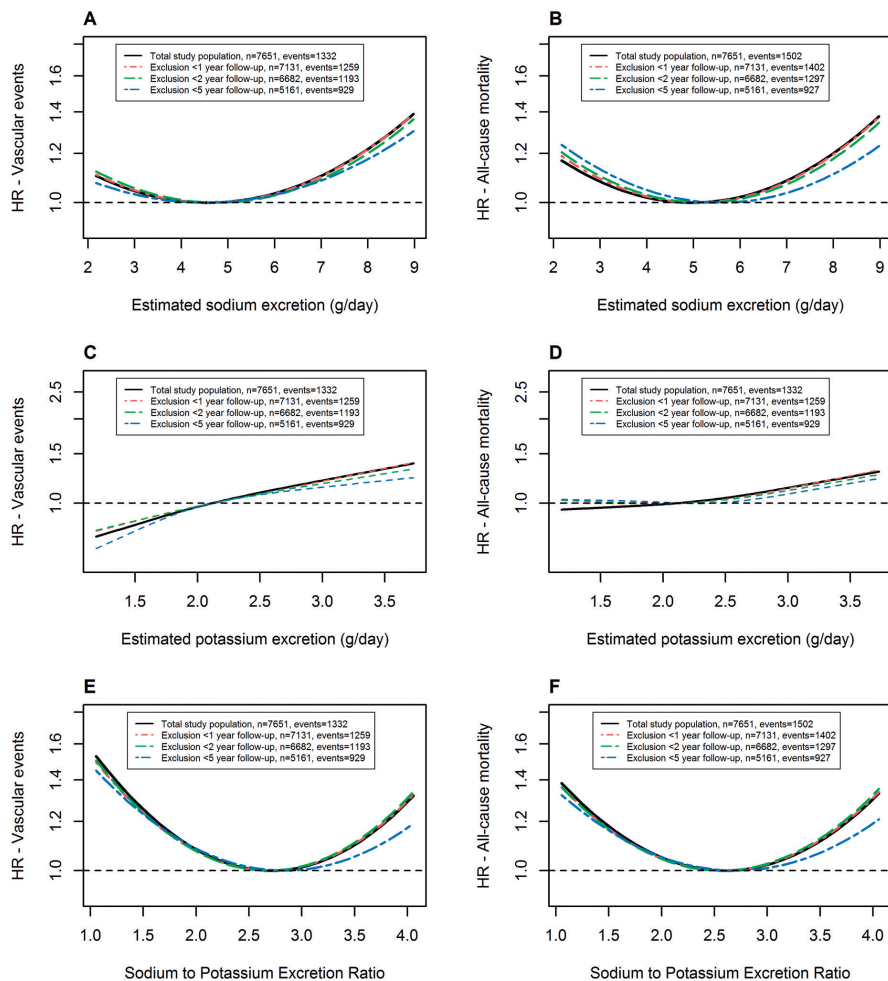 A
HR - Vascular events
1.0 1.2 1.4 1.6
Total study population, n=7651, events=1332
Exclusion <1 year follow-up, n=7131, events=1259
Exclusion <2 year follow-up, n=6682, events=1193
Exclusion <5 year follow-up, n=5161, events=929
2 3 4 5 6 7 8 9
Estimated sodium excretion (g/day)
B
HR - All-cause mortality
1.0 1.2 1.4 1.6
Total study population, n=7651, events=1502
Exclusion <1 year follow-up, n=7131, events=1402
Exclusion <2 year follow-up, n=6682, events=1297
Exclusion <5 year follow-up, n=5161, events=927
2 3 4 5 6 7 8 9
Estimated sodium excretion (g/day)
C
HR - Vascular events
1.0 1.5 2.5
Total study population, n=7651, events=1332
Exclusion <1 year follow-up, n=7131, events=1259
Exclusion <2 year follow-up, n=6682, events=1193
Exclusion <5 year follow-up, n=5161, events=929
1.5 2.0 2.5 3.0 3.5
Estimated potassium excretion (g/day)
D
HR - All-cause mortality
1.0 1.5 2.5
Total study population, n=7651, events=1332
Exclusion <1 year follow-up, n=7131, events=1259
Exclusion <2 year follow-up, n=6682, events=1193
Exclusion <5 year follow-up, n=5161, events=929
1.5 2.0 2.5 3.0 3.5
Estimated potassium excretion (g/day)
E
HR - Vascular events
1.0 1.2 1.4 1.6
Total study population, n=7651, events=1332
Exclusion <1 year follow-up, n=7131, events=1259
Exclusion <2 year follow-up, n=6682, events=1193
Exclusion <5 year follow-up, n=5161, events=929
1.0 1.5 2.0 2.5 3.0 3.5 4.0
Sodium to Potassium Excretion Ratio
F
HR - All-cause mortality
1.0 1.2 1.4 1.6
Total study population, n=7651, events=1502
Exclusion <1 year follow-up, n=7131, events=1402
Exclusion <2 year follow-up, n=6682, events=1297
Exclusion <5 year follow-up, n=5161, events=927
1.0 1.5 2.0 2.5 3.0 3.5 4.0
Sodium to Potassium Excretion Ratio